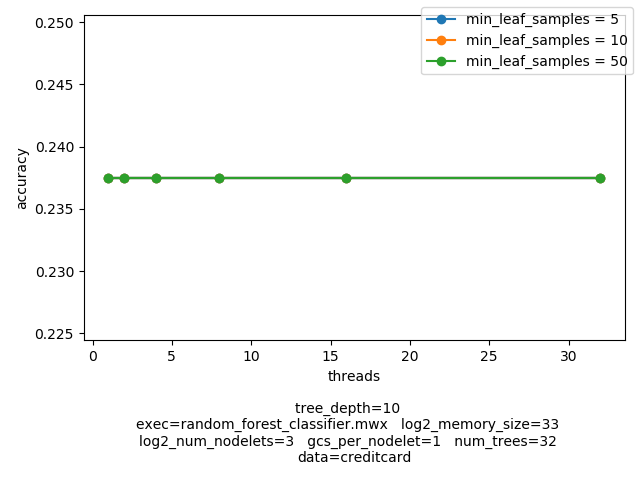 min_leaf_samples = 5
min_leaf_samples = 10
min_leaf_samples = 50
0.250
0.245
0.240
0.235
0.230
0.225
accuracy
0 5 10 15 20 25 30
threads
tree_depth=10
exec=random_forest_classifier.mwx log2_memory_size=33
log2_num_nodelets=3 gcs_per_nodelet=1 num_trees=32
data=creditcard